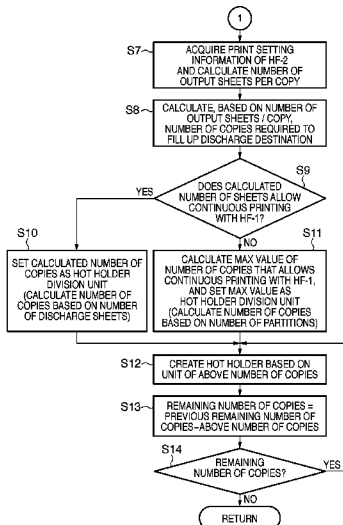 1
S7
ACQUIRE PRINT SETTING
INFORMATION OF HF-2
AND CALCULATE NUMBER OF
OUTPUT SHEETS PER COPY
S8
CALCULATE, BASED ON NUMBER OF
OUTPUT SHEETS / COPY,
NUMBER OF COPIES REQUIRED TO
FILL UP DISCHARGE DESTINATION
S9
DOES CALCULATED
NUMBER OF SHEETS ALLOW
CONTINUOUS PRINTING
WITH HF-1?
YES
NO
S10
SET CALCULATED NUMBER OF
COPIES AS HOT HOLDER
DIVISION UNIT
(CALCULATE NUMBER OF
COPIES BASED ON NUMBER
OF DISCHARGE SHEETS)
S11
CALCULATE MAX VALUE OF
NUMBER OF COPIES THAT ALLOWS
CONTINUOUS PRINTING WITH HF-1,
AND SET MAX VALUE AS
HOT HOLDER DIVISION UNIT
(CALCULATE NUMBER OF COPIES
BASED ON NUMBER OF PARTITIONS)
S12
CREATE HOT HOLDER BASED ON
UNIT OF ABOVE NUMBER OF COPIES
S13
REMAINING NUMBER OF COPIES =
PREVIOUS REMAINING NUMBER OF
COPIES-ABOVE NUMBER OF COPIES
S14
REMAINING
NUMBER OF COPIES?
YES
NO
RETURN